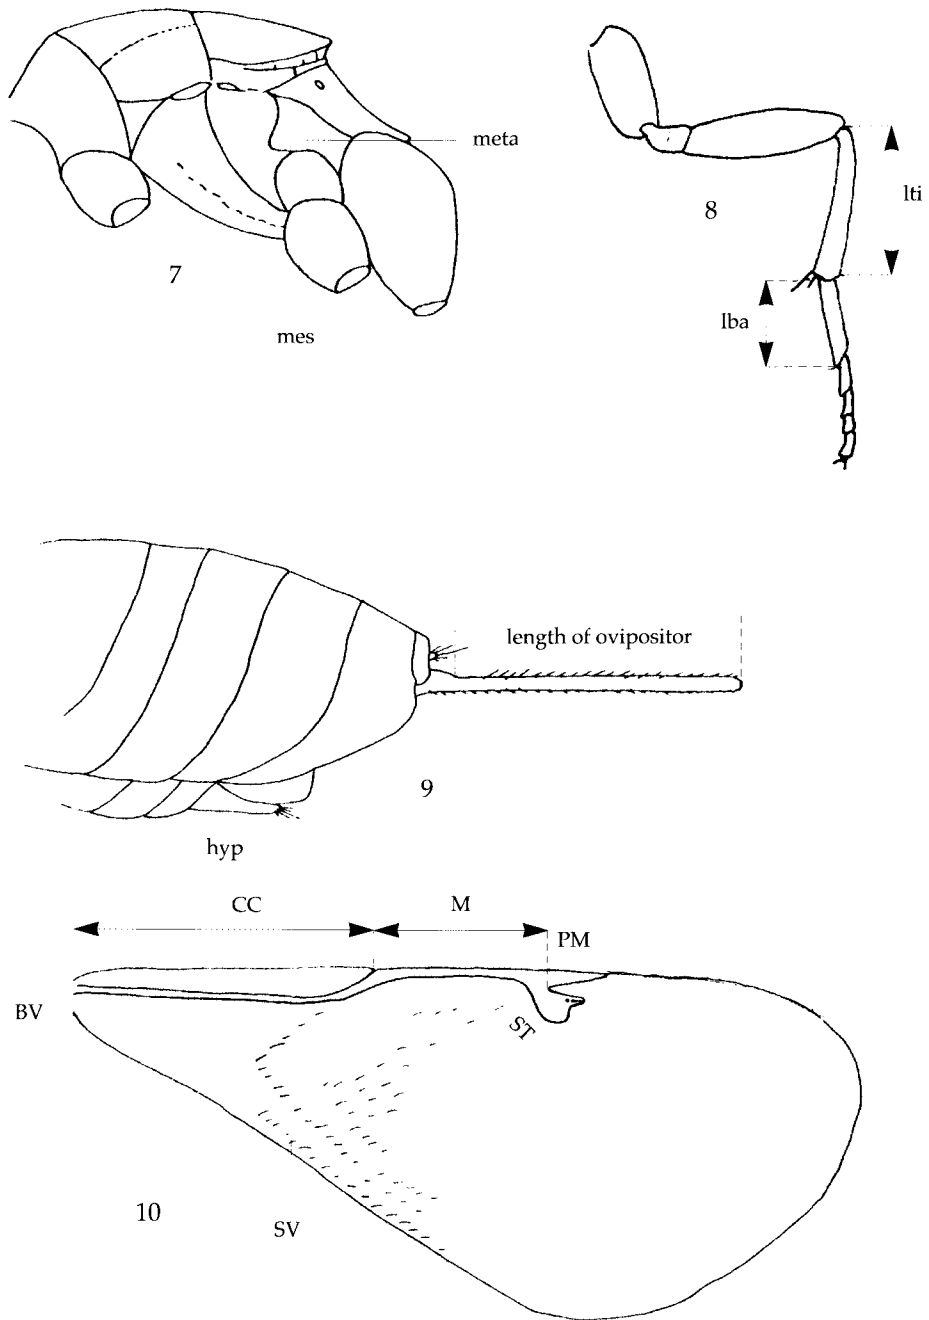 meta
7
mes
8
lti
lba
length of ovipositor
9
hyp
CC
M
PM
BV
ST
10
SV